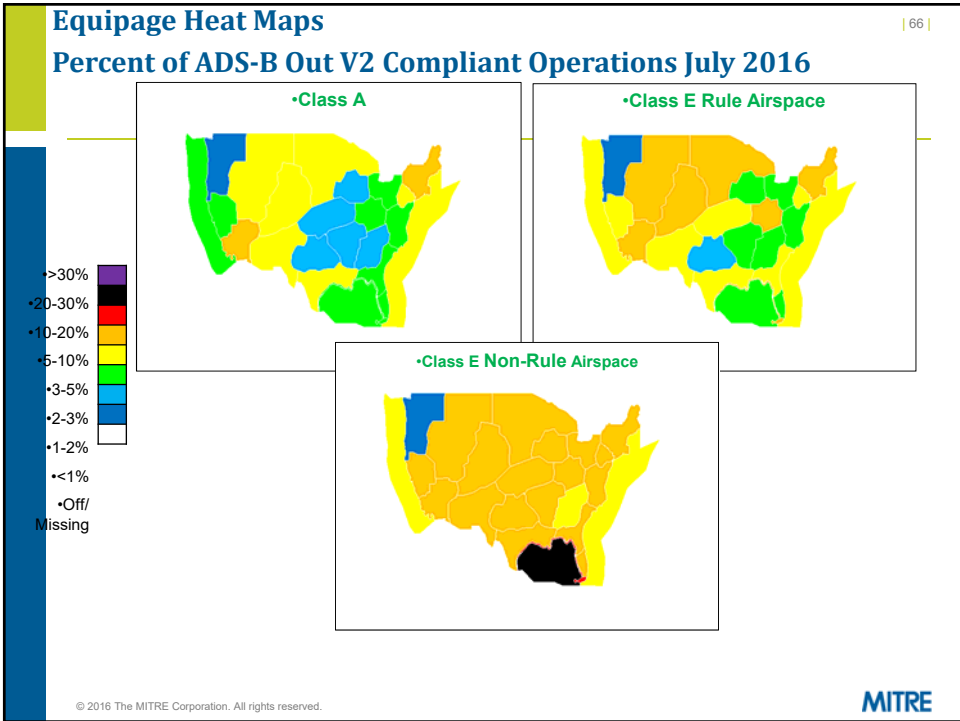 Equipage Heat Maps
| 66 |
Percent of ADS-B Out V2 Compliant Operations July 2016
•Class A
•Class E Rule Airspace
•>30%
•20-30%
•10-20%
•5-10%
•3-5%
•2-3%
•1-2%
•<1%
•Off/
Missing
•Class E Non-Rule Airspace
© 2016 The MITRE Corporation. All rights reserved.
MITRE